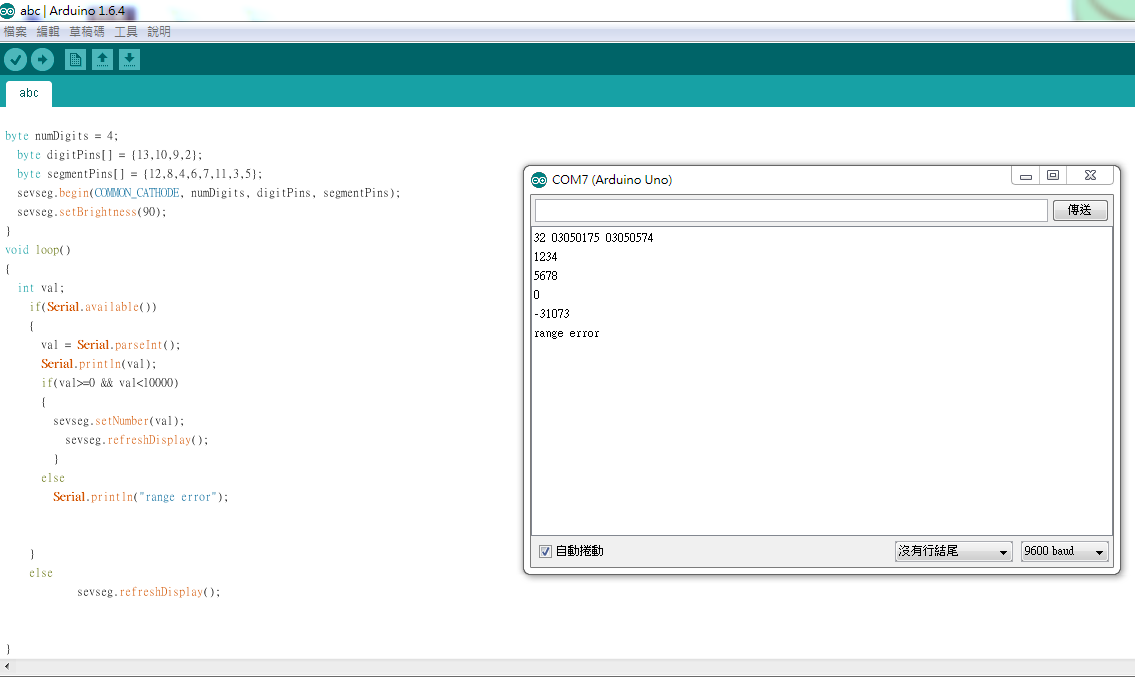 abc | Arduino 1.6.4
檔案 編輯 草稿碼 工具 說明
abc
byte numDigits = 4;
byte digitPins[] = {13,10,9,2};
byte segmentPins[] = {12,8,4,6,7,11,3,5};
sevseg.begin(COMMON_CATHODE, numDigits, digitPins, segmentPins);
sevseg.setBrightness(90);
}
void loop()
{
int val;
if(Serial.available())
{
val = Serial.parseInt();
Serial.println(val);
if(val>=0 && val<10000)
{
sevseg.setNumber(val);
sevseg.refreshDisplay();
}
else
Serial.println("range error");
}
else
sevseg.refreshDisplay();
}
COM7 (Arduino Uno)
傳送
32 03050175 03050574
1234
5678
0
-31073
range error
自動捲動
沒有行結尾
9600 baud